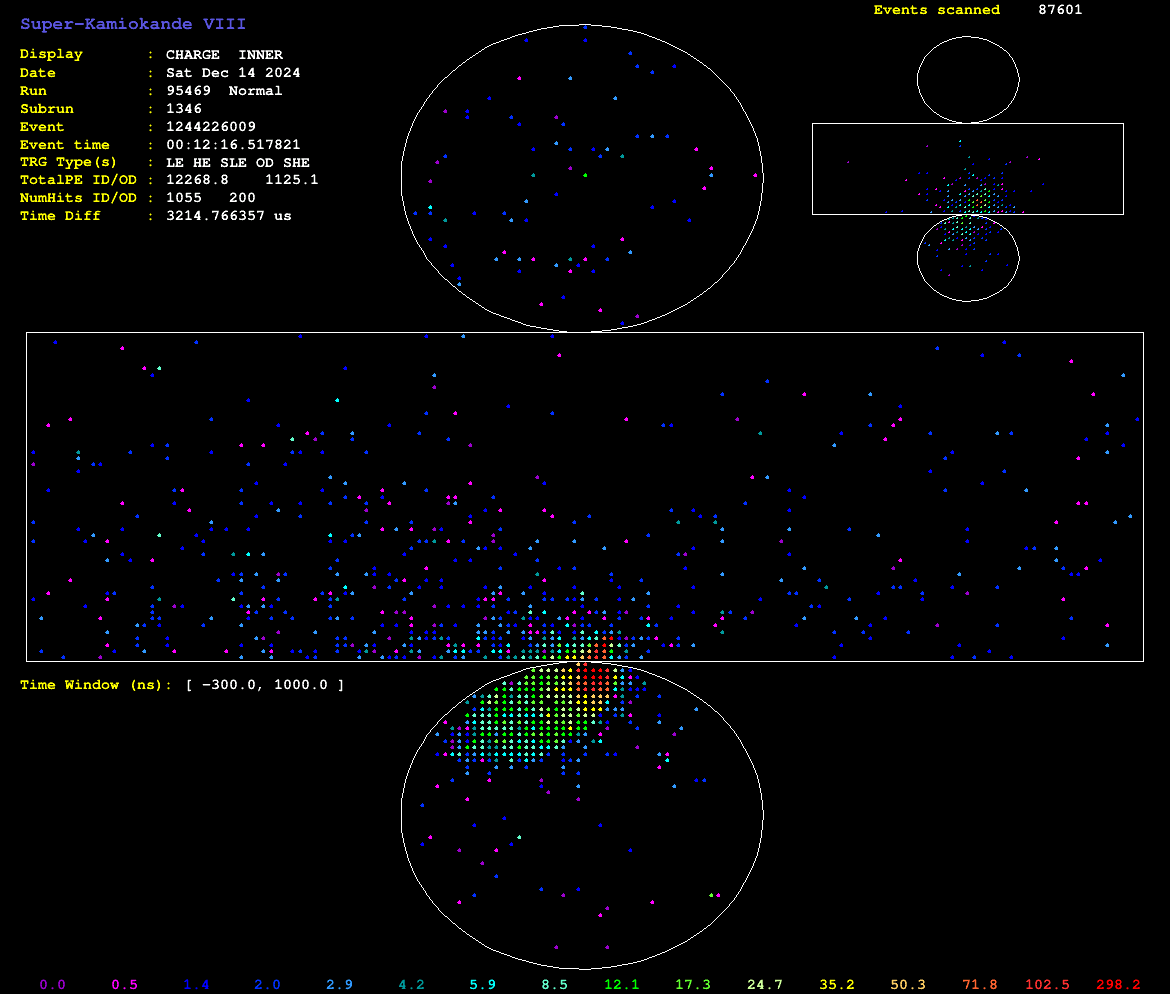 Super-Kamiokande VIII
Events scanned 87601
Display : CHARGE INNER
Date : Sat Dec 14 2024
Run : 95469 Normal
Subrun : 1346
Event : 1244226009
Event time : 00:12:16.517821
TRG Type(s) : LE HE SLE OD SHE
TotalPE ID/OD : 12268.8 1125.1
NumHits ID/OD : 1055 200
Time Diff : 3214.766357 us
Time Window (ns): [ −300.0, 1000.0 ]
0.0 0.5 1.4 2.0 2.9 4.2 5.9 8.5 12.1 17.3 24.7 35.2 50.3 71.8 102.5 298.2